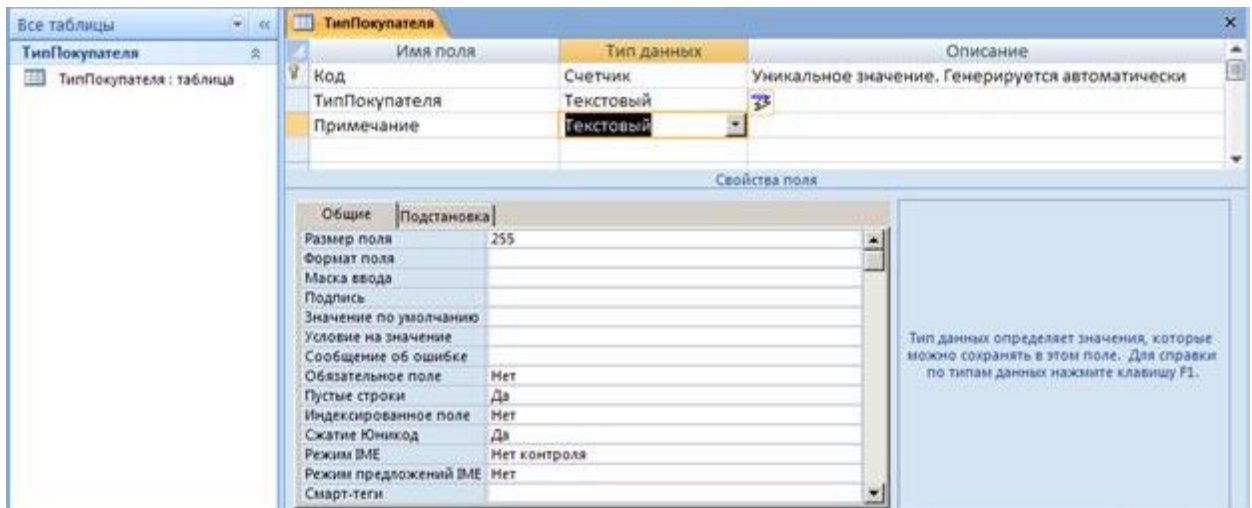 Все таблицы
ТипПокупателя
ТипПокупателя : таблица
ТипПокупателя
Имя поля Тип данных Описание
Код Счетчик Уникальное значение. Генерируется автоматически
ТипПокупателя Текстовый
Примечание Текстовый
Свойства поля
Общие Подстановка
Размер поля 255
Формат поля
Маска ввода
Подпись
Значение по умолчанию
Условие на значение
Сообщение об ошибке
Обязательное поле Нет
Пустые строки Да
Индексированное поле Нет
Сжатие Юникод Да
Режим IME Нет контроля
Режим предложений IME Нет
Смарт-теги
Тип данных определяет значения, которые
можно сохранять в этом поле. Для справки
по типам данных нажмите клавишу F1.